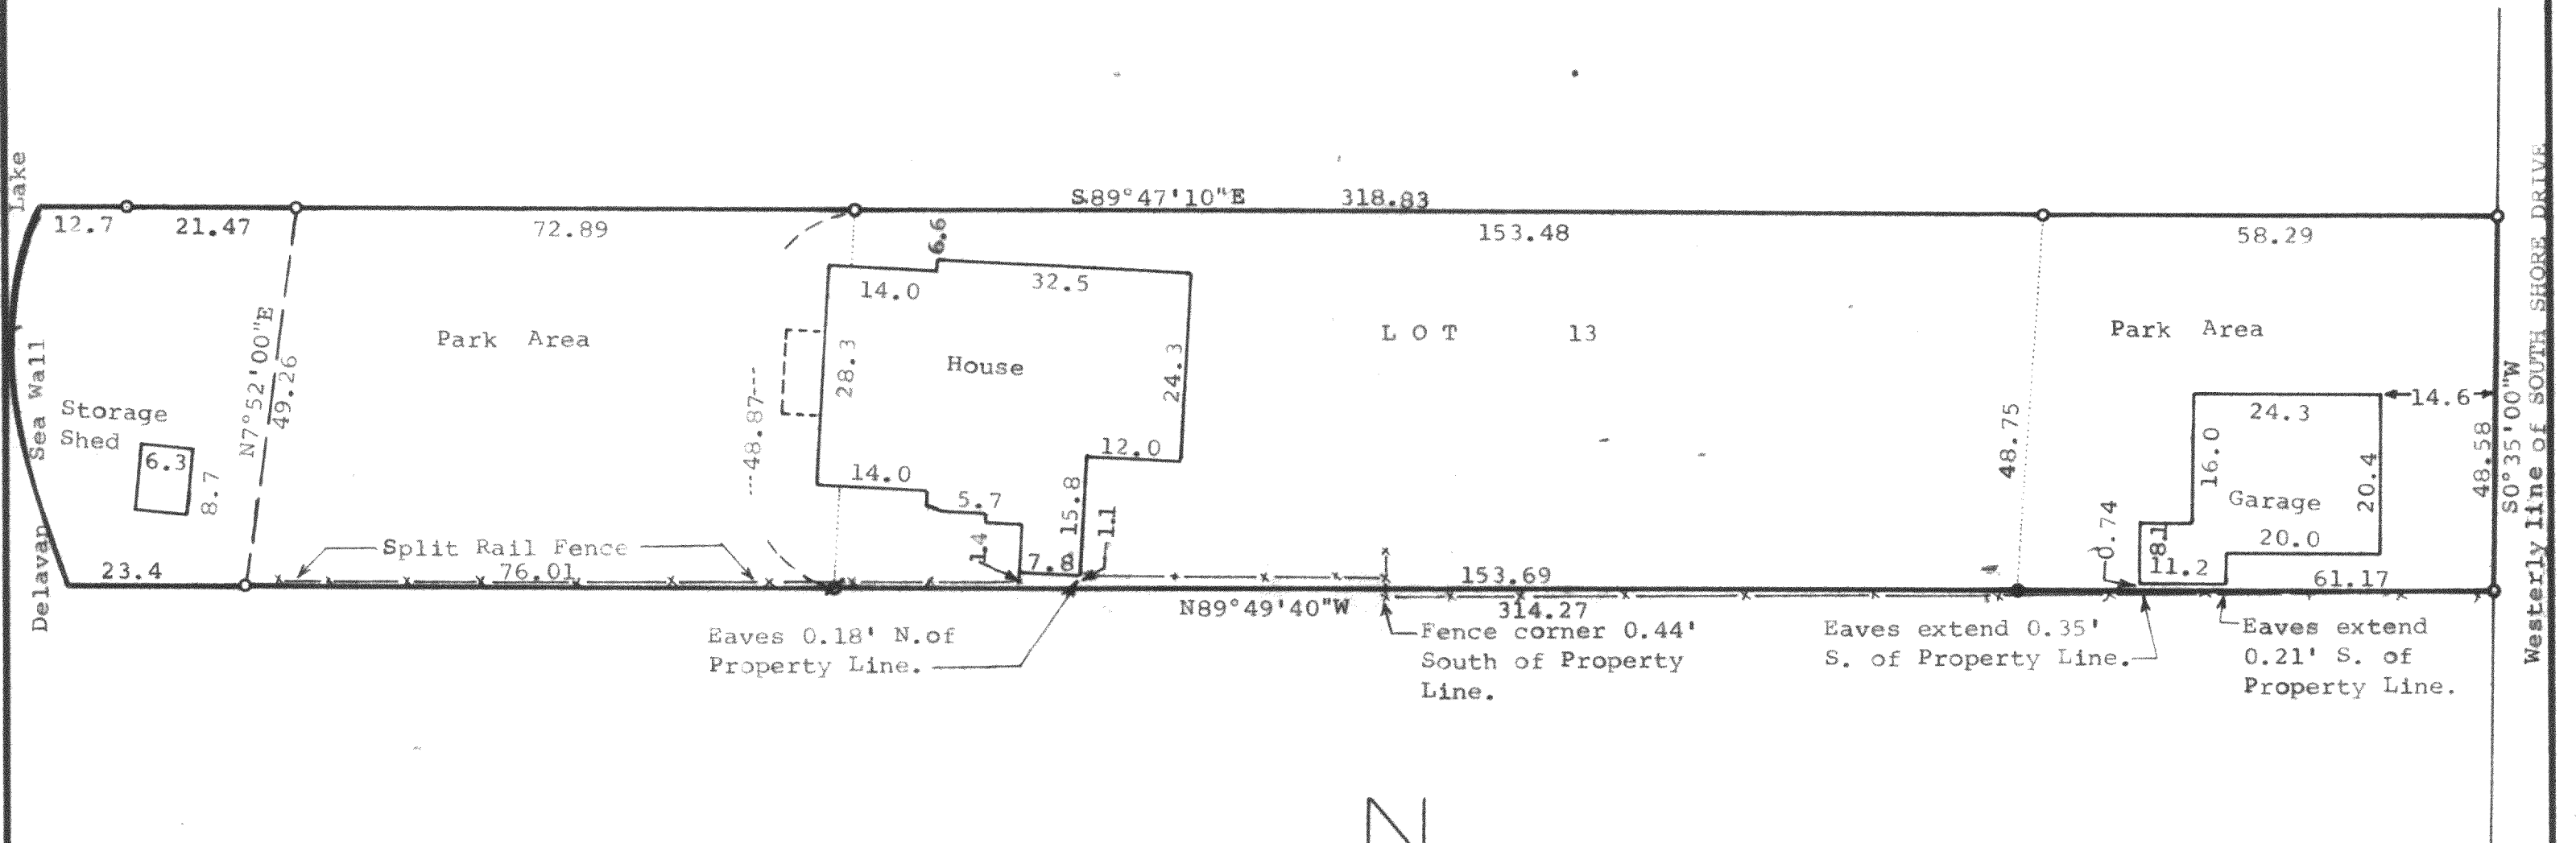 S.89°47'10"E 318.83
12.7 21.47 72.89 153.48 58.29
Lake
6.6
14.0 32.5
N7°52'00"E
49.26
Park Area
28.3
House
24.3
L O T 13
Park Area
Sea Wall
Storage
Shed
6.3
8.7
--48.87---
14.0
5.7
12.0
15.8
1.1
1.4
7.8
48.75
14.6
24.3
16.0
Garage
20.4
20.0
8.1
11.2
0.74
48.58
S0°35'00"W
Westerly line of SOUTH SHORE DRIVE
Delavan
Split Rail Fence
23.4 76.01 153.69 61.17
N89°49'40"W 314.27
Eaves 0.18' N.of
Property Line.
Fence corner 0.44'
South of Property
Line.
Eaves extend 0.35'
S. of Property Line.
Eaves extend
0.21' S. of
Property Line.
N